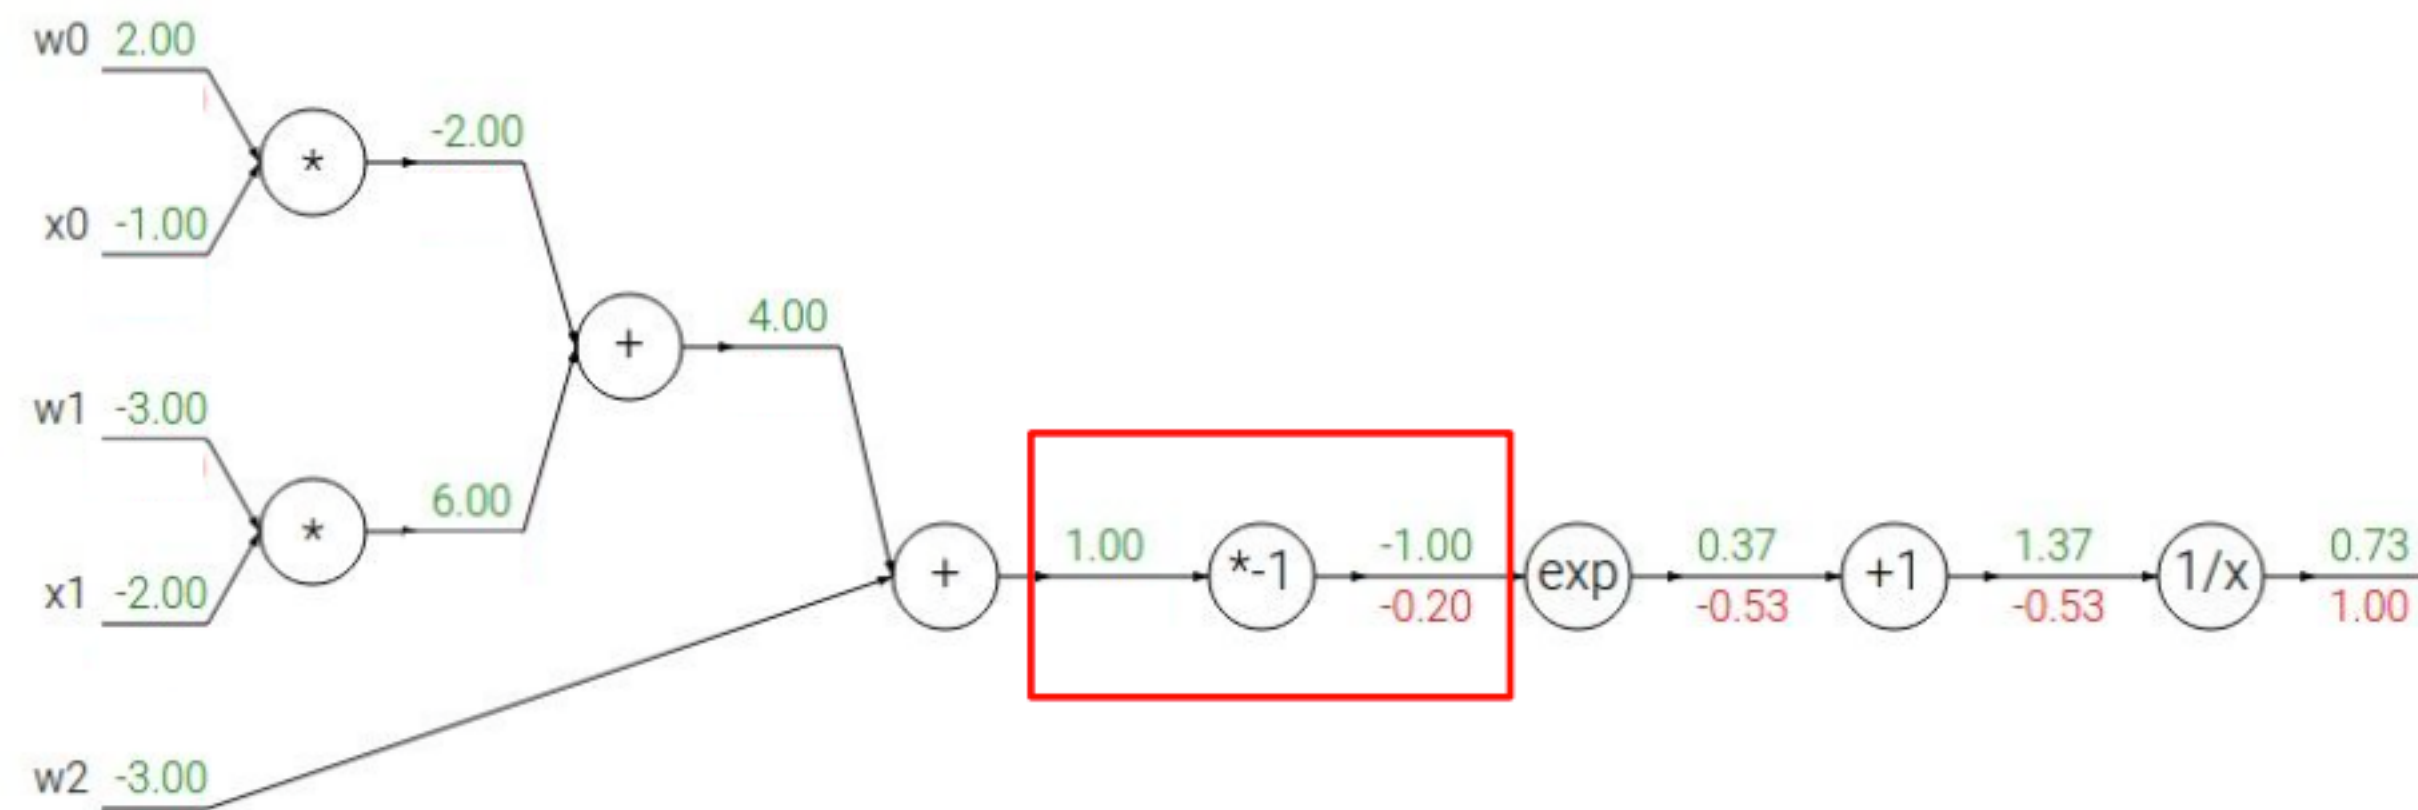 w0 2.00
-2.00
*
x0 -1.00
4.00
+
w1 -3.00
6.00
*
1.00 -1.00 0.37 1.37 0.73
+ *-1 exp +1 1/x
x1 -2.00
-0.20 -0.53 -0.53 1.00
w2 -3.00